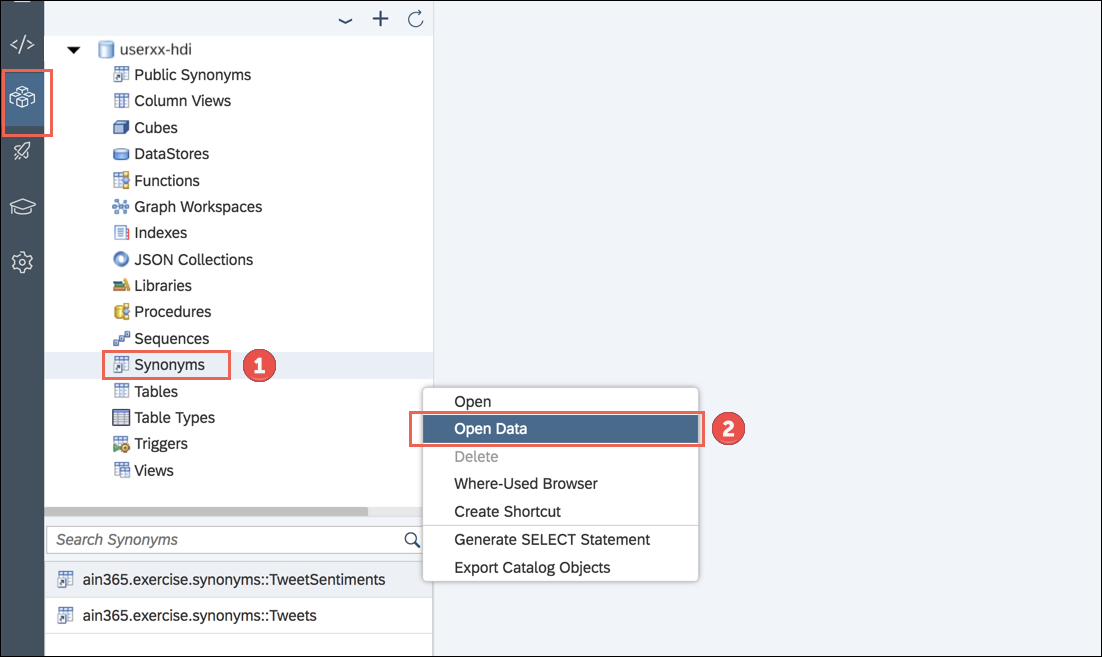 </>
userxx-hdi
Public Synonyms
Column Views
Cubes
DataStores
Functions
Graph Workspaces
Indexes
JSON Collections
Libraries
Procedures
Sequences
Synonyms 1
Tables
Table Types
Triggers
Views
Open
Open Data 2
Delete
Where-Used Browser
Create Shortcut
Generate SELECT Statement
Export Catalog Objects
Search Synonyms
ain365.exercise.synonyms::TweetSentiments
ain365.exercise.synonyms::Tweets